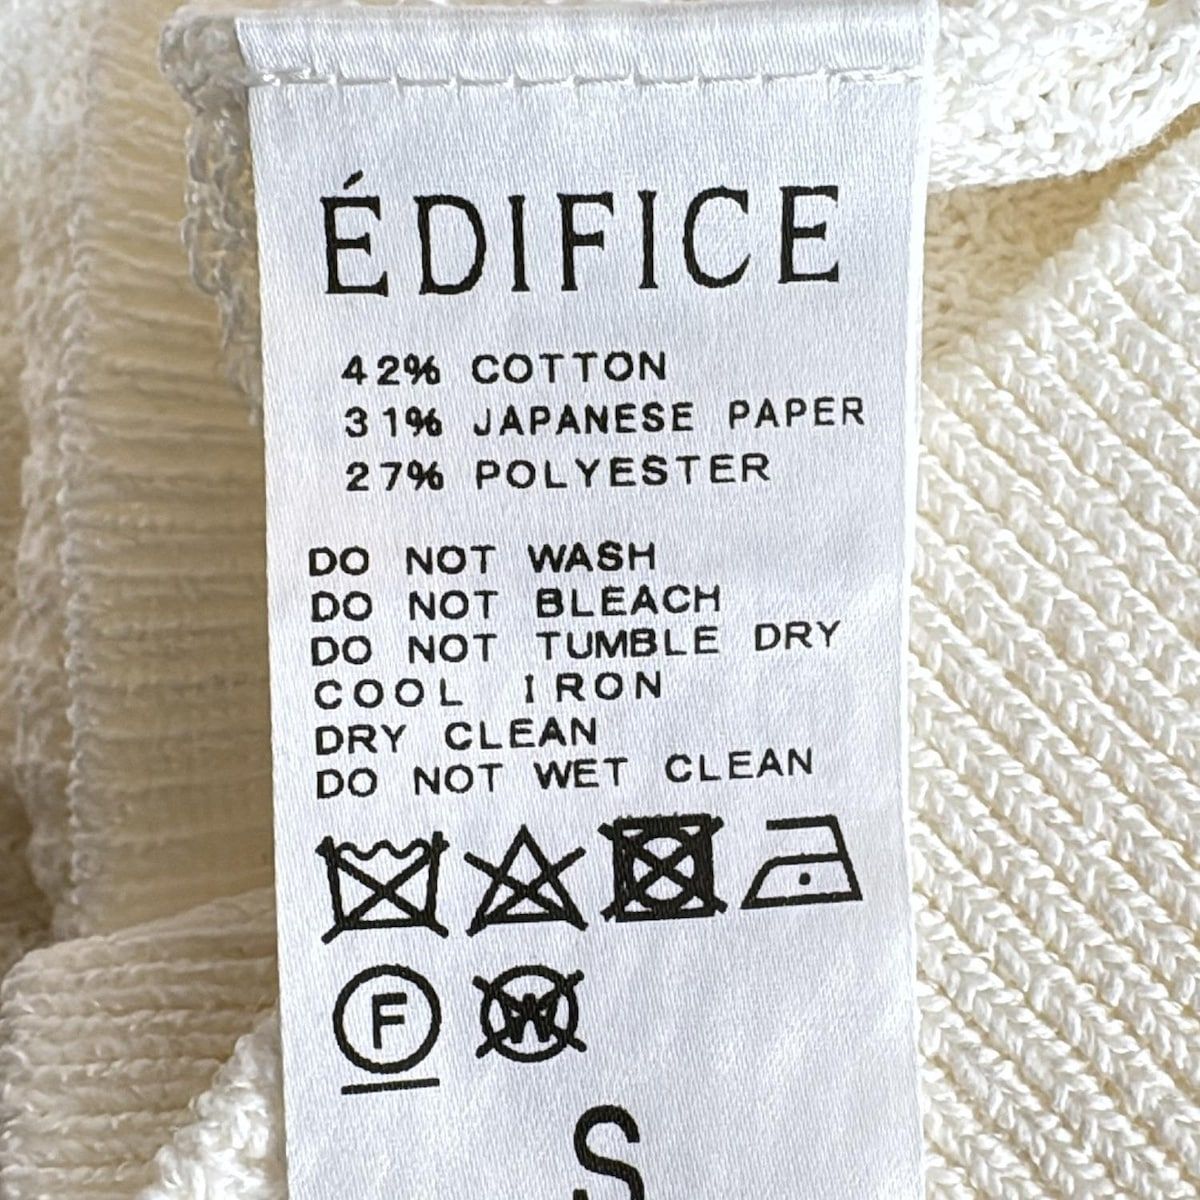 ÉDIFICE
42% COTTON
31% JAPANESE PAPER
27% POLYESTER
DO NOT WASH
DO NOT BLEACH
DO NOT TUMBLE DRY
COOL IRON
DRY CLEAN
DO NOT WET CLEAN
F W
S